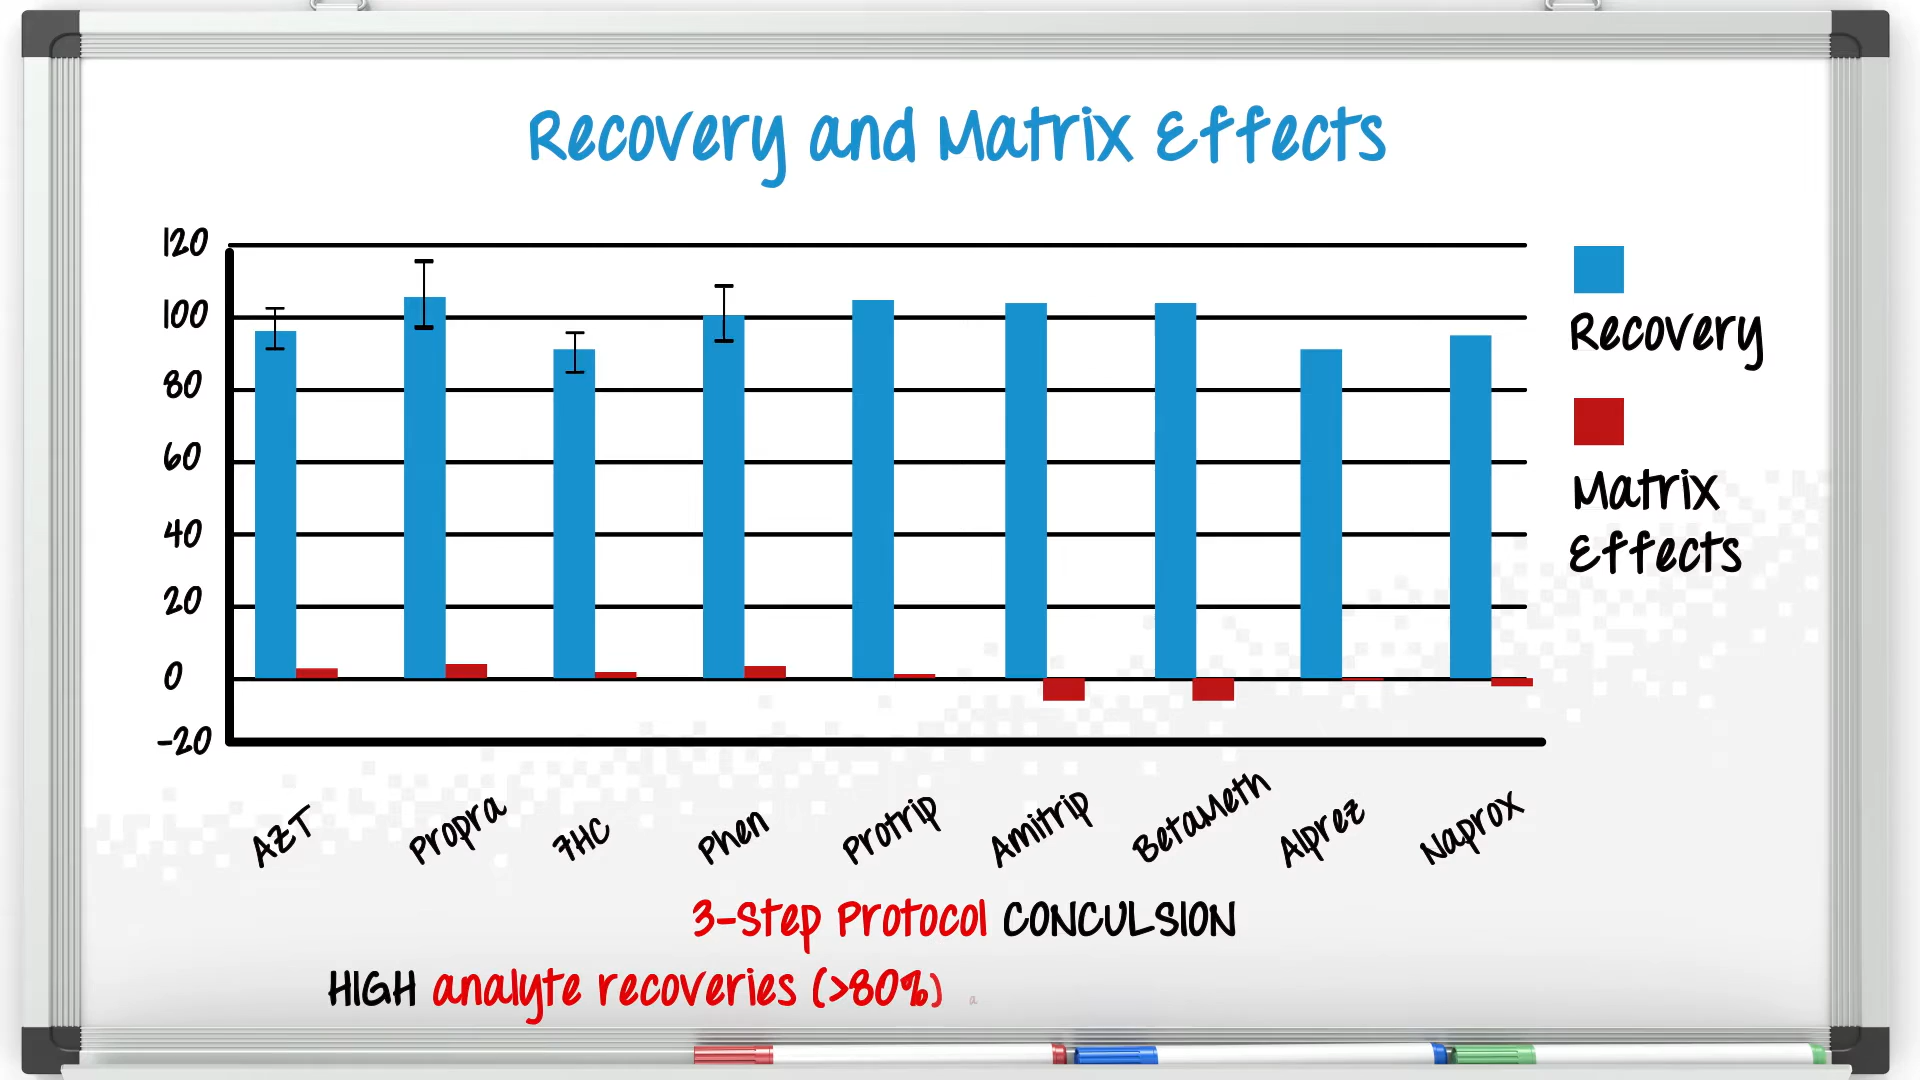 Recovery and Matrix Effects
120
100
80
60
40
20
0
-20
Recovery
Matrix
Effects
AZT
Propra
7HC
Phen
Protrip
Amitrip
BetaMeth
Alprez
Naprox
3-Step Protocol CONCULSION
HIGH analyte recoveries (>80%) a